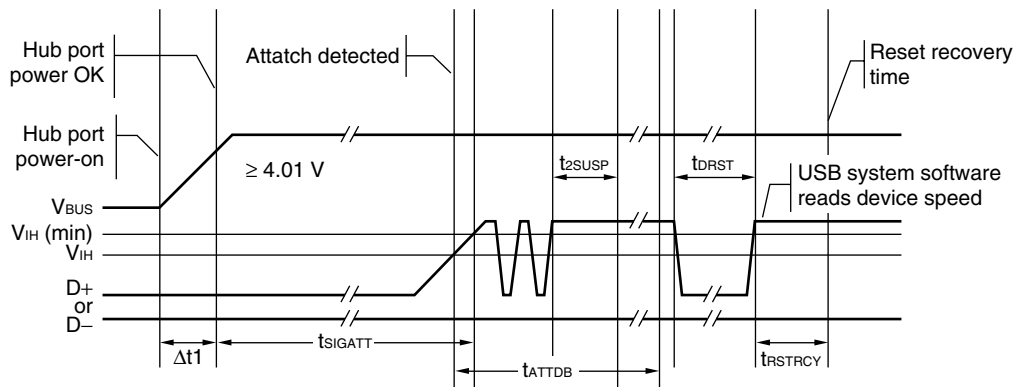 Hub port
power OK
Attatch detected
Reset recovery
time
Hub port
power-on
≥ 4.01 V
t2SUSP
tDRST
USB system software
reads device speed
VBUS
VIH (min)
VIH
D+
or
D−
Δt1
tSIGATT
tATTDB
tRSTRCY